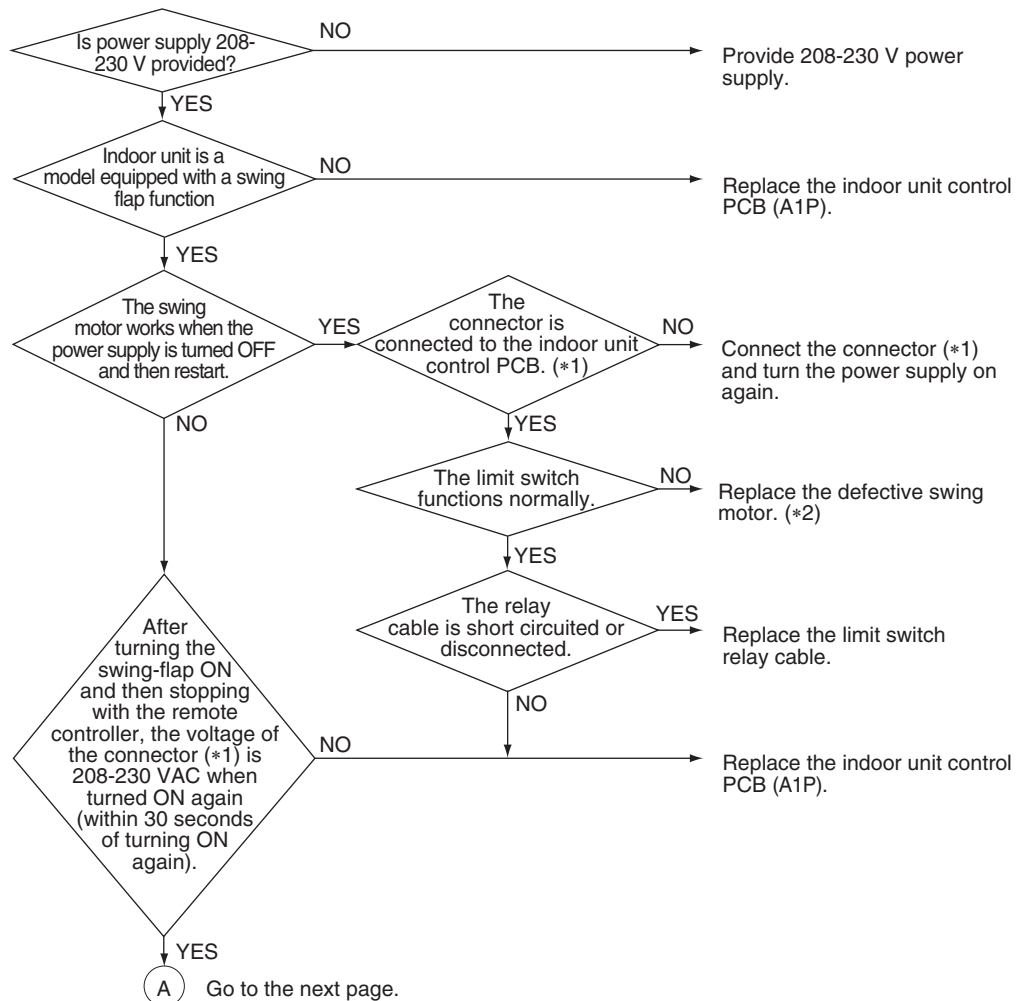 Is power supply 208-
230 V provided?
NO
Provide 208-230 V power
supply.
YES
Indoor unit is a
model equipped with a swing
flap function
NO
Replace the indoor unit control
PCB (A1P).
YES
The swing
motor works when the
power supply is turned OFF
and then restart.
YES
The
connector is
connected to the indoor unit
control PCB. (∗1)
NO
Connect the connector (∗1)
and turn the power supply on
again.
NO
YES
The limit switch
functions normally.
NO
Replace the defective swing
motor. (∗2)
YES
The relay
cable is short circuited or
disconnected.
YES
Replace the limit switch
relay cable.
NO
After
turning the
swing-flap ON
and then stopping
with the remote
controller, the voltage of
the connector (∗1) is
208-230 VAC when
turned ON again
(within 30 seconds
of turning ON
again).
NO
Replace the indoor unit control
PCB (A1P).
YES
A
Go to the next page.